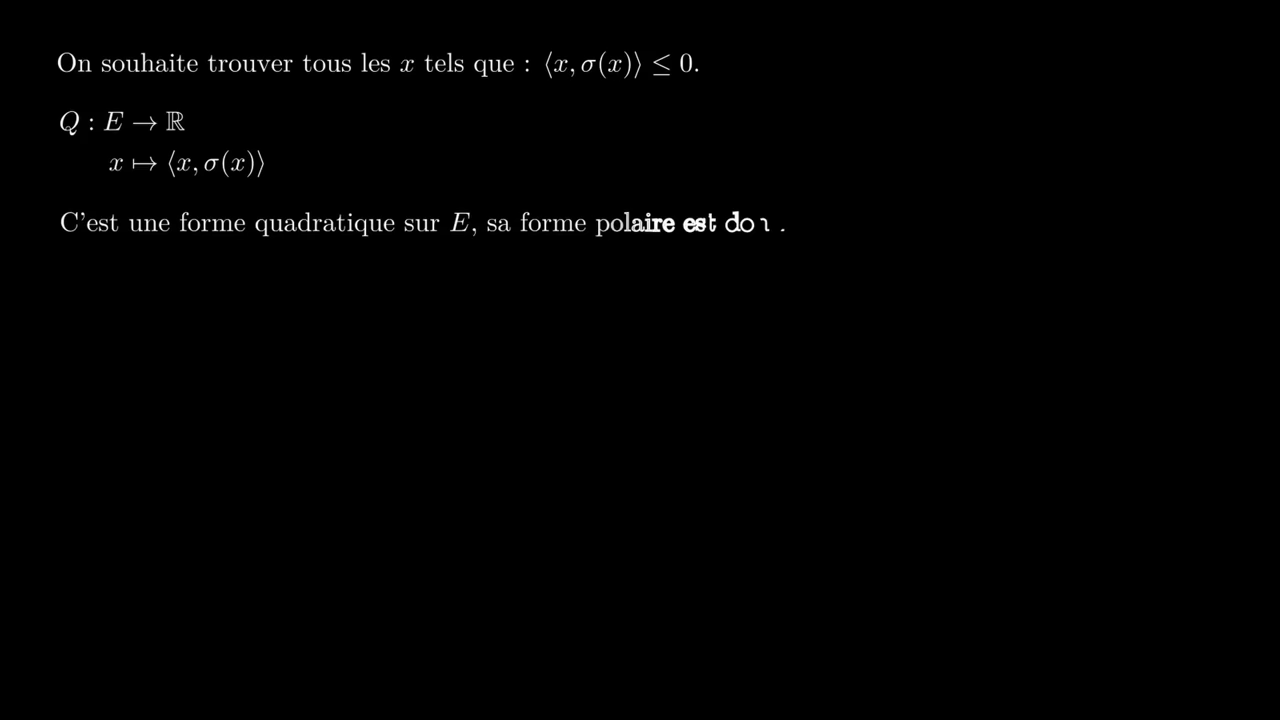 On souhaite trouver tous les x tels que : ⟨x, σ(x)⟩ ≤ 0.
Q : E → ℝ
x ↦ ⟨x, σ(x)⟩
C'est une forme quadratique sur E, sa forme polaire est